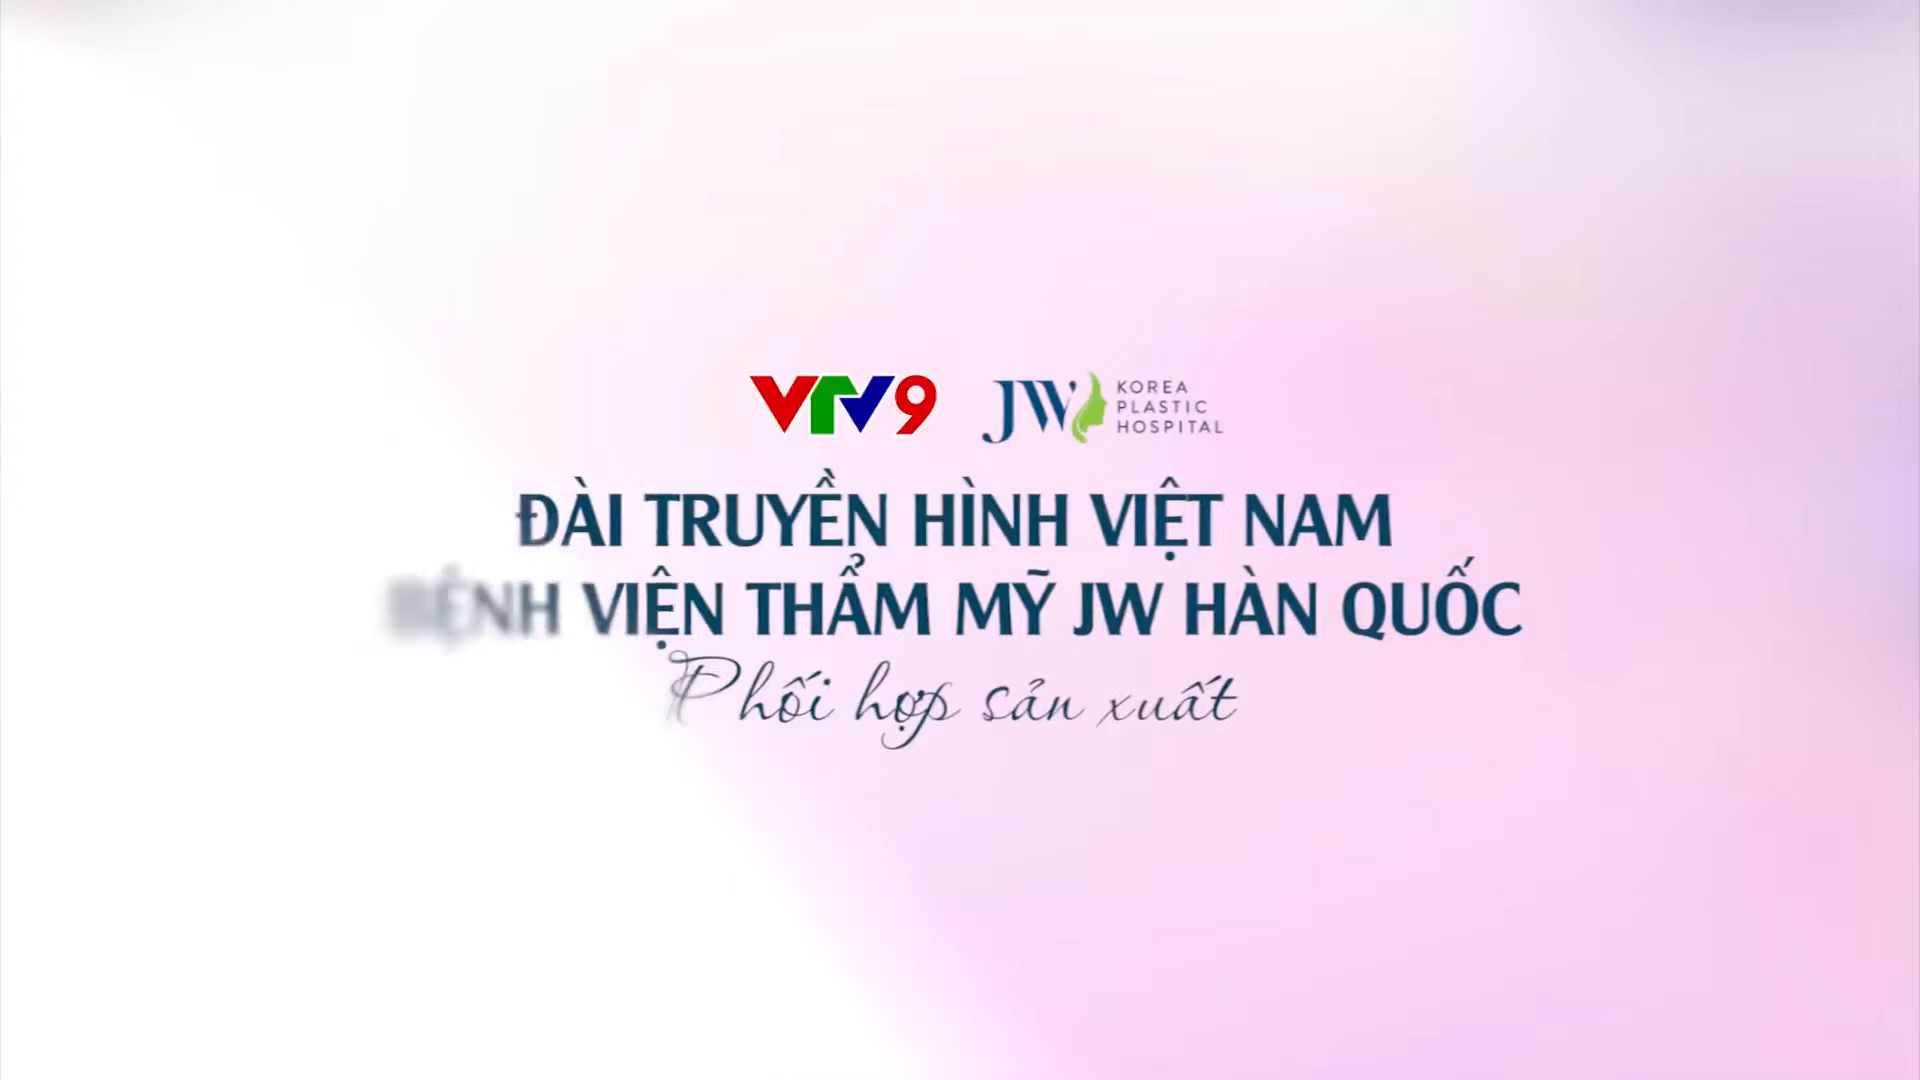 VTV9
JW KOREA
PLASTIC
HOSPITAL
ĐÀI TRUYỀN HÌNH VIỆT NAM
BỆNH VIỆN THẨM MỸ JW HÀN QUỐC
Phối hợp sản xuất